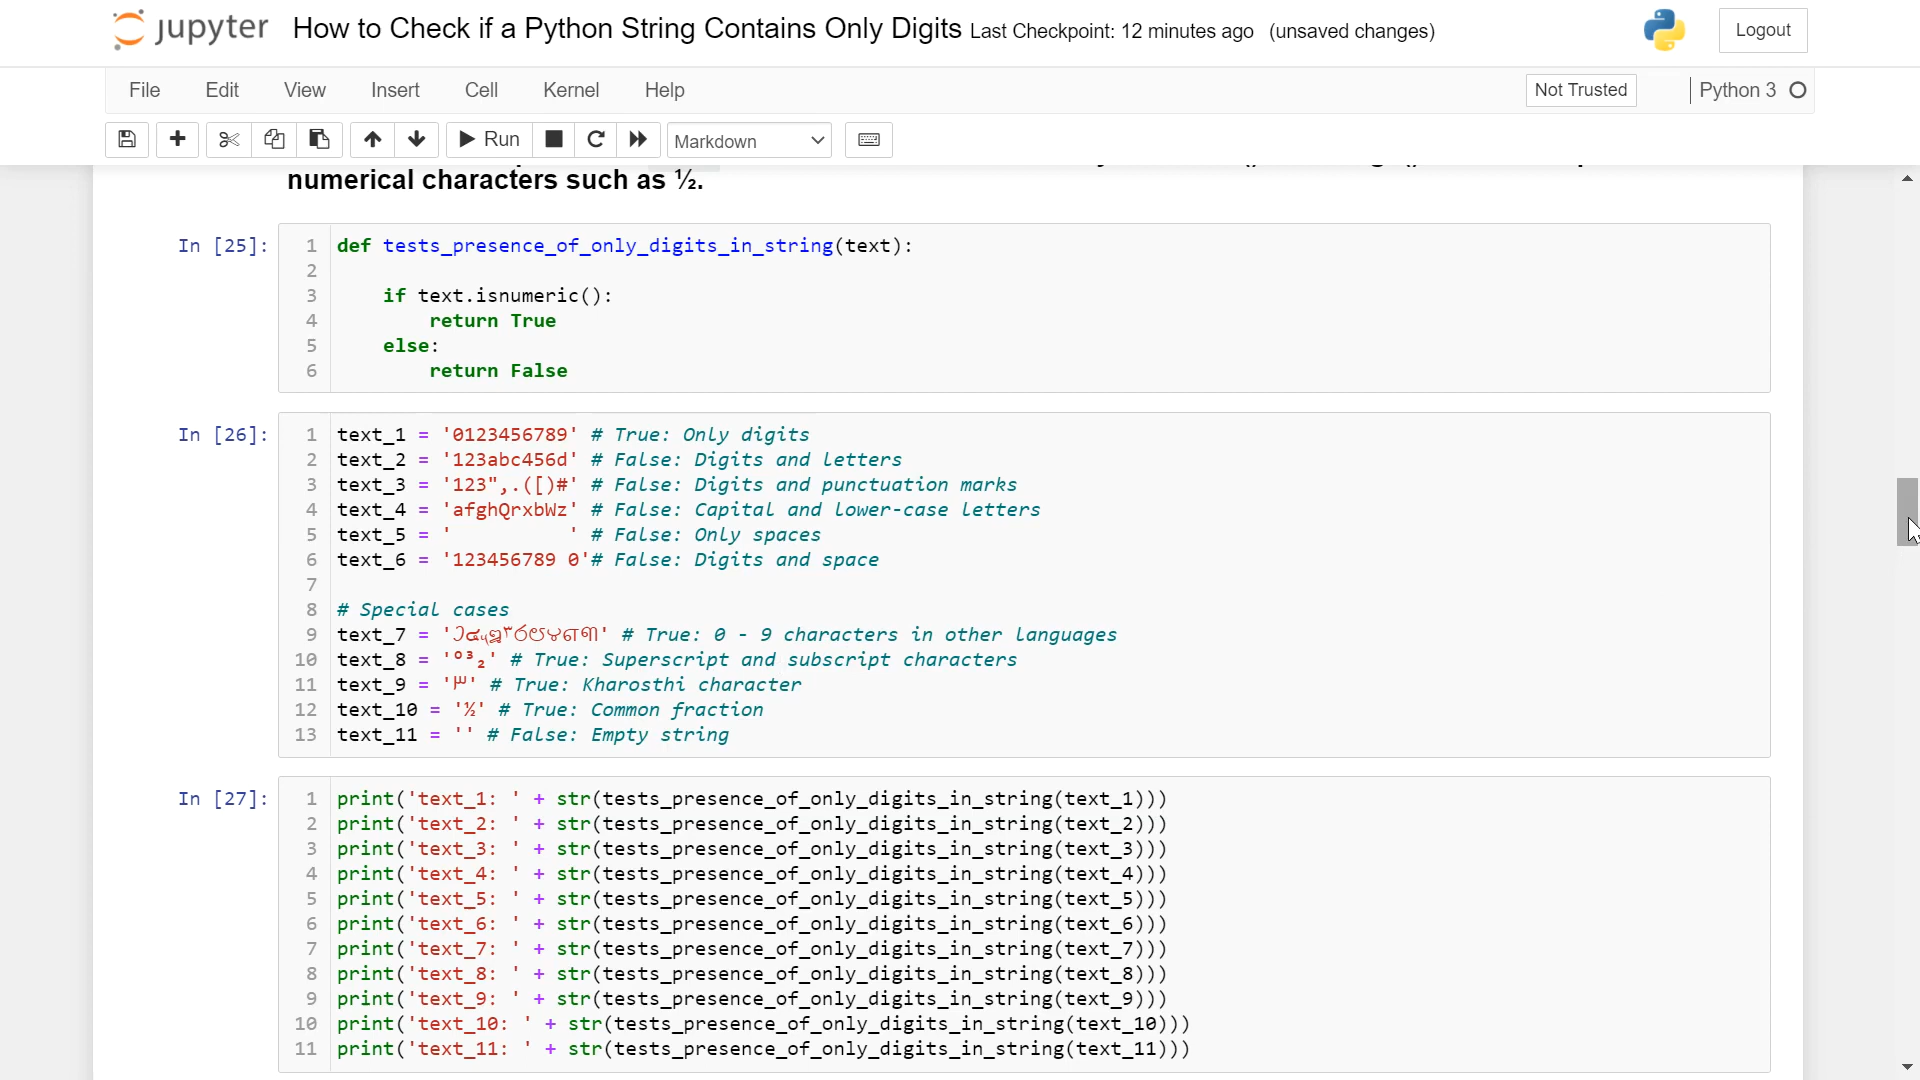 jupyter How to Check if a Python String Contains Only Digits Last Checkpoint: 12 minutes ago (unsaved changes) Logout
File Edit View Insert Cell Kernel Help Not Trusted Python 3
Run Markdown
numerical characters such as ½.
In [25]: 1 def tests_presence_of_only_digits_in_string(text):
2
3 if text.isnumeric():
4 return True
5 else:
6 return False
In [26]: 1 text_1 = '0123456789' # True: Only digits
2 text_2 = '123abc456d' # False: Digits and letters
3 text_3 = '123",.([)#' # False: Digits and punctuation marks
4 text_4 = 'afghQrxbWz' # False: Capital and lower-case letters
5 text_5 = '          ' # False: Only spaces
6 text_6 = '123456789 0'# False: Digits and space
7
8 # Special cases
9 text_7 = # True: 0 - 9 characters in other languages
10 text_8 = '⁰³₂' # True: Superscript and subscript characters
11 text_9 = # True: Kharosthi character
12 text_10 = '½' # True: Common fraction
13 text_11 = '' # False: Empty string
In [27]: 1 print('text_1: ' + str(tests_presence_of_only_digits_in_string(text_1)))
2 print('text_2: ' + str(tests_presence_of_only_digits_in_string(text_2)))
3 print('text_3: ' + str(tests_presence_of_only_digits_in_string(text_3)))
4 print('text_4: ' + str(tests_presence_of_only_digits_in_string(text_4)))
5 print('text_5: ' + str(tests_presence_of_only_digits_in_string(text_5)))
6 print('text_6: ' + str(tests_presence_of_only_digits_in_string(text_6)))
7 print('text_7: ' + str(tests_presence_of_only_digits_in_string(text_7)))
8 print('text_8: ' + str(tests_presence_of_only_digits_in_string(text_8)))
9 print('text_9: ' + str(tests_presence_of_only_digits_in_string(text_9)))
10 print('text_10: ' + str(tests_presence_of_only_digits_in_string(text_10)))
11 print('text_11: ' + str(tests_presence_of_only_digits_in_string(text_11)))